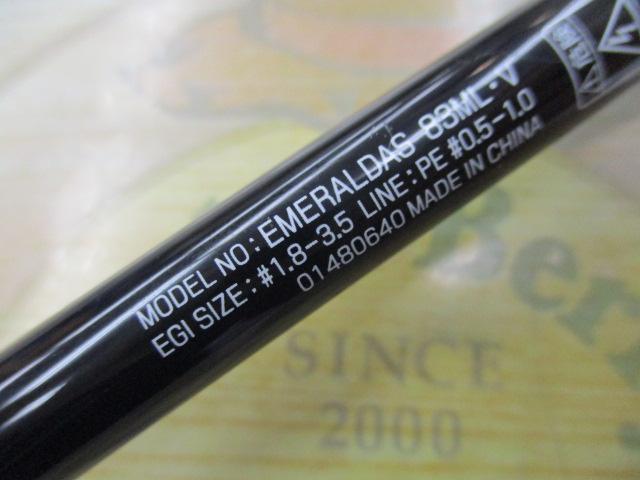 MODEL NO : EMERALDAS 83ML・V
EGI SIZE : #1.8-3.5 LINE : PE #0.5-1.0
01480640 MADE IN CHINA
Berry
SINCE
2000